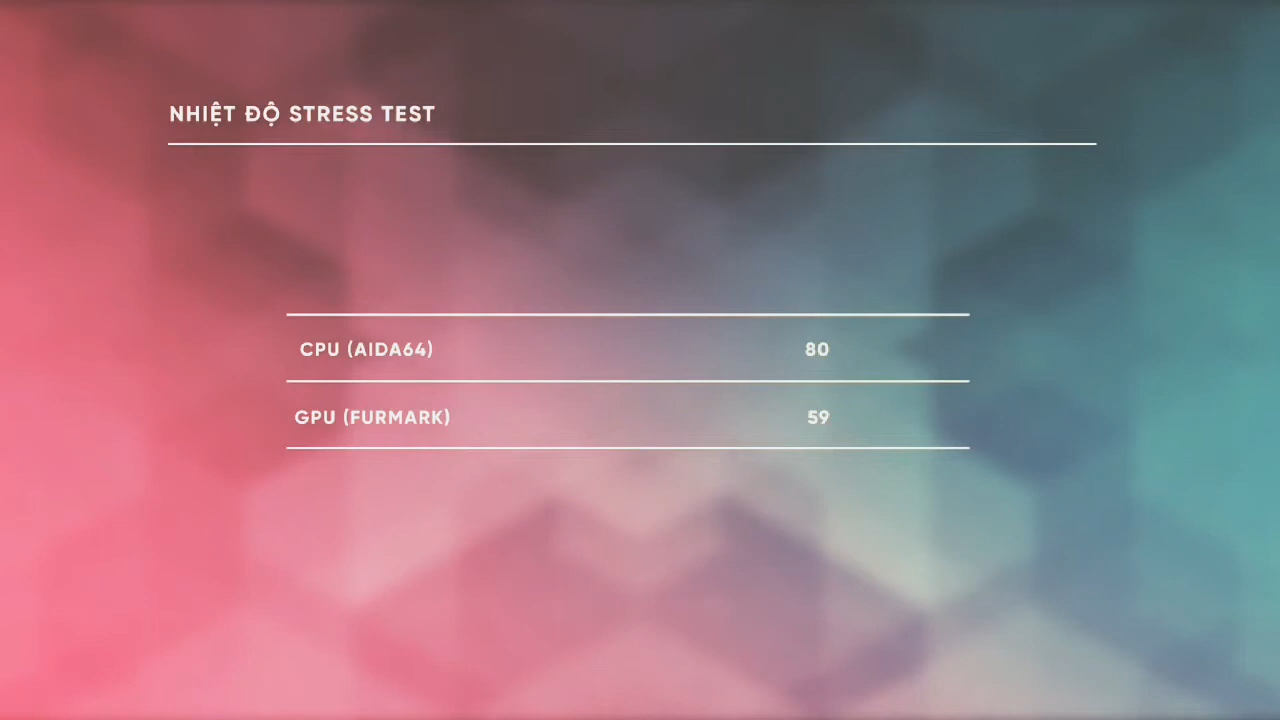 NHIỆT ĐỘ STRESS TEST
CPU (AIDA64) 80
GPU (FURMARK) 59